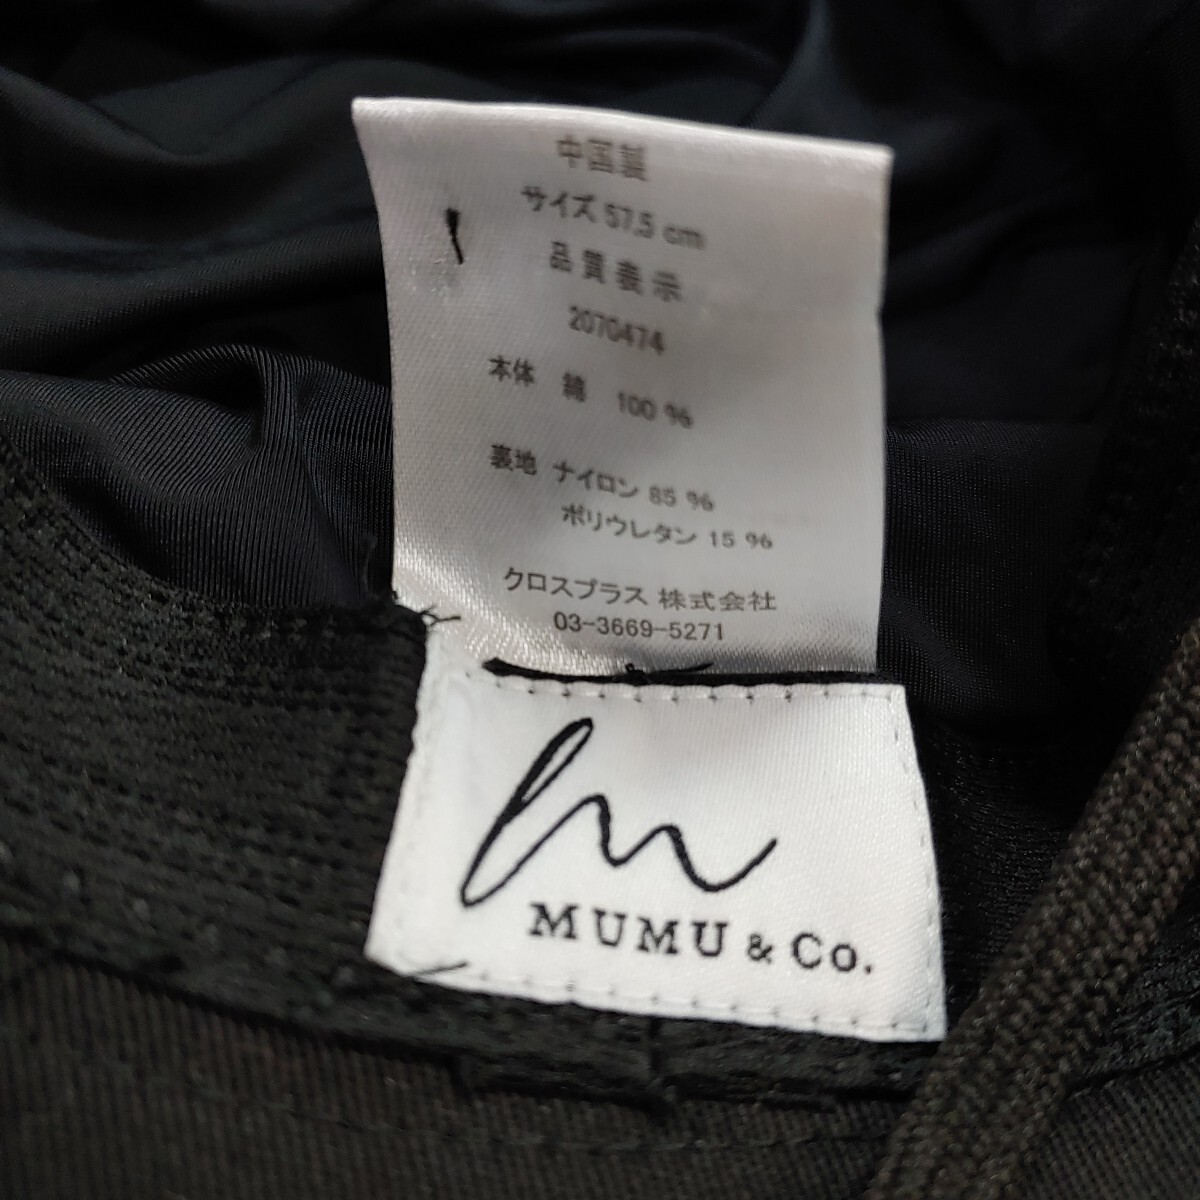 中国製
サイズ 57.5 cm
品質表示
2070474
本体 綿 100 %
裏地 ナイロン 85 %
ポリウレタン 15 %
クロスプラス 株式会社
03-3669-5271
MUMU & Co.